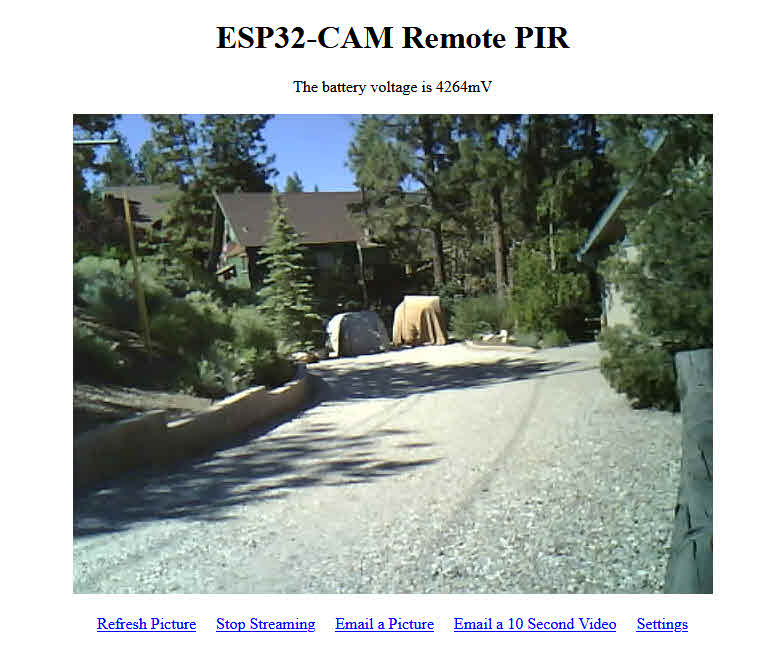 ESP32-CAM Remote PIR
The battery voltage is 4264mV
Refresh Picture Stop Streaming Email a Picture Email a 10 Second Video Settings